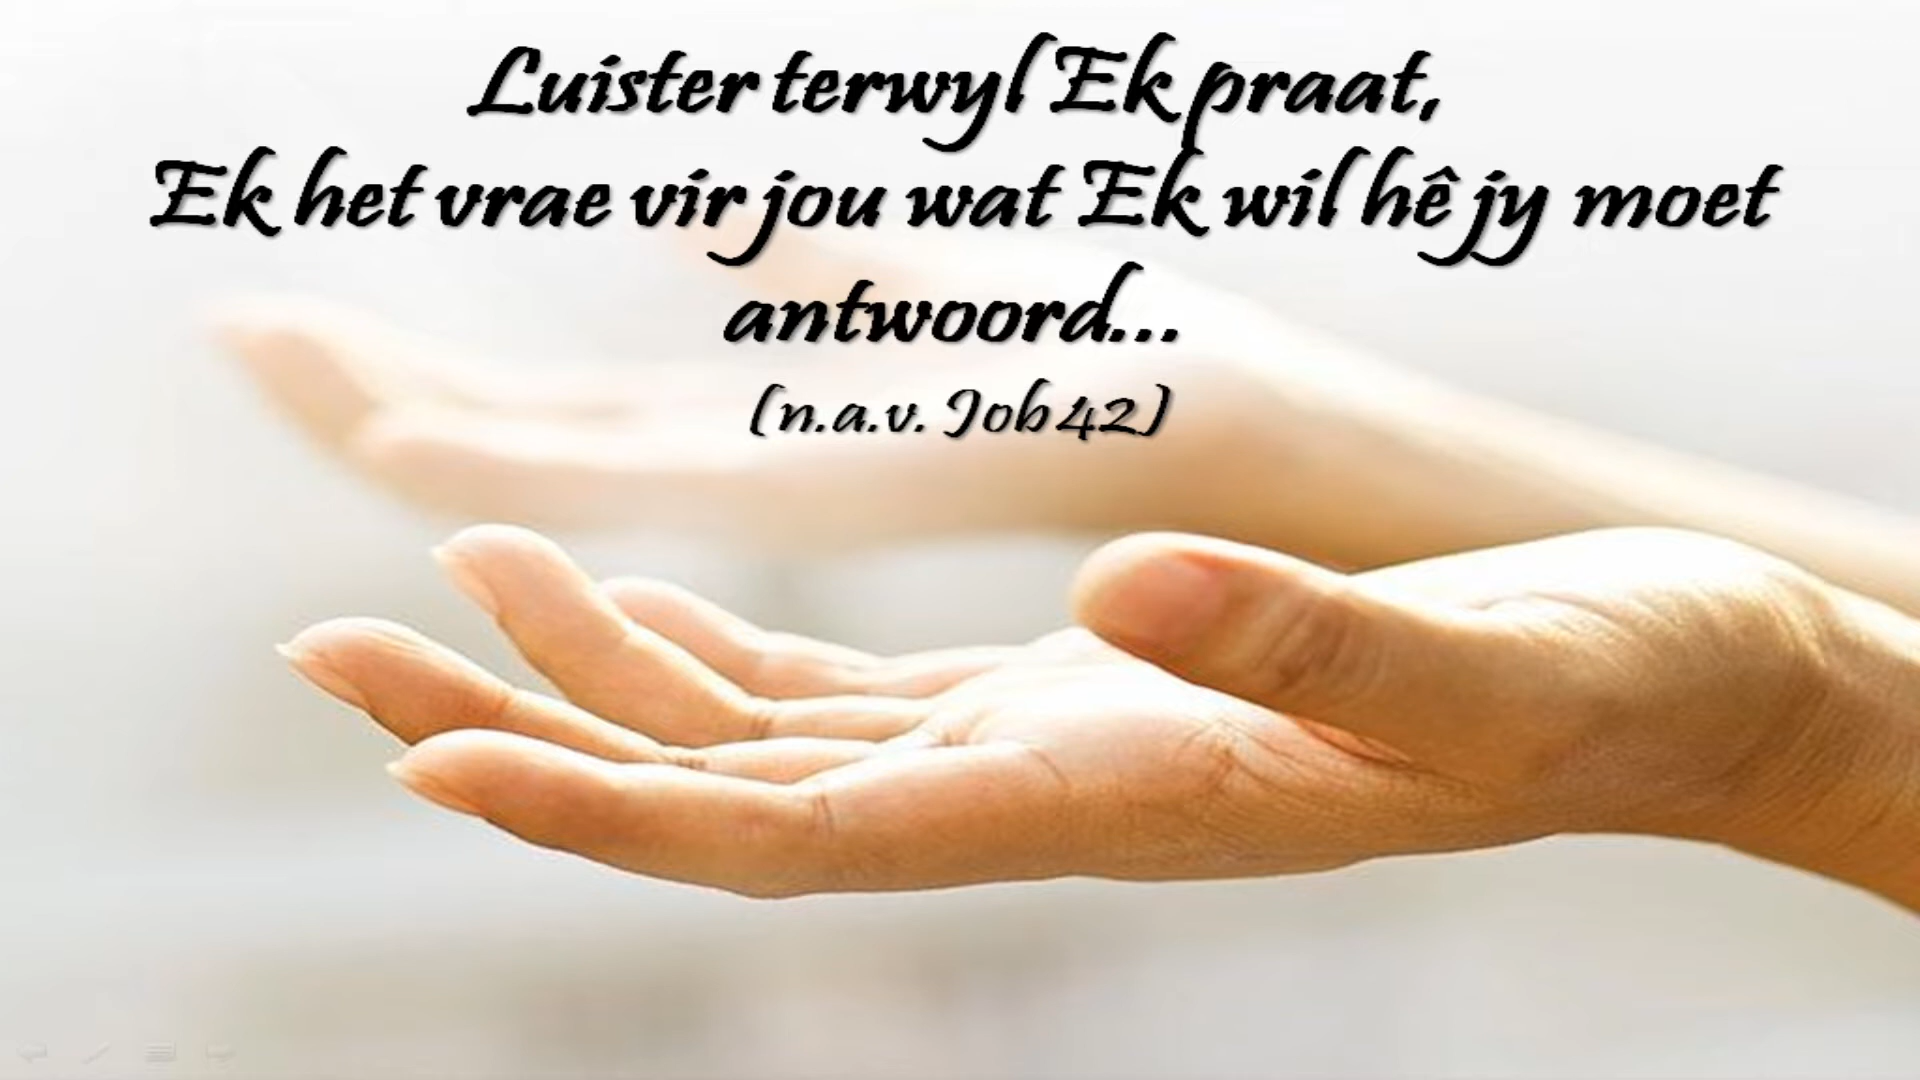 Luister terwyl Ek praat,
Ek het vrae vir jou wat Ek wil hê jy moet
antwoord...
(n.a.v. Job 42)